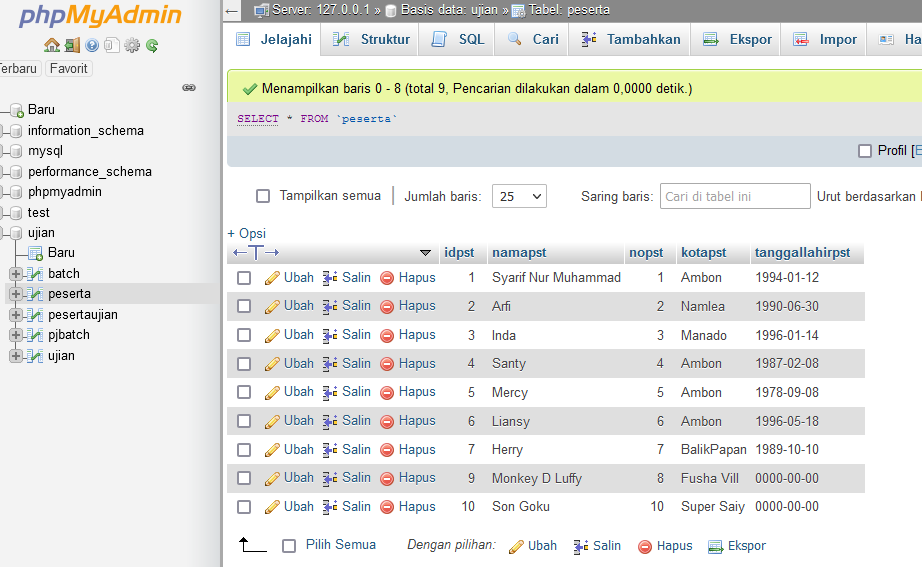 phpMyAdmin
Terbaru Favorit
Baru
information_schema
mysql
performance_schema
phpmyadmin
test
ujian
Baru
batch
peserta
pesertaujian
pjbatch
ujian
Server: 127.0.0.1 » Basis data: ujian » Tabel: peserta
Jelajahi Struktur SQL Cari Tambahkan Ekspor Impor Ha
Menampilkan baris 0 - 8 (total 9, Pencarian dilakukan dalam 0,0000 detik.)
SELECT * FROM `peserta`
Profil [E
Tampilkan semua | Jumlah baris: 25 Saring baris: Cari di tabel ini Urut berdasarkan
+ Opsi
←T→ idpst namapst nopst kotapst tanggallahirpst
Ubah Salin Hapus 1 Syarif Nur Muhammad 1 Ambon 1994-01-12
Ubah Salin Hapus 2 Arfi 2 Namlea 1990-06-30
Ubah Salin Hapus 3 Inda 3 Manado 1996-01-14
Ubah Salin Hapus 4 Santy 4 Ambon 1987-02-08
Ubah Salin Hapus 5 Mercy 5 Ambon 1978-09-08
Ubah Salin Hapus 6 Liansy 6 Ambon 1996-05-18
Ubah Salin Hapus 7 Herry 7 BalikPapan 1989-10-10
Ubah Salin Hapus 9 Monkey D Luffy 8 Fusha Vill 0000-00-00
Ubah Salin Hapus 10 Son Goku 10 Super Saiy 0000-00-00
Pilih Semua Dengan pilihan: Ubah Salin Hapus Ekspor